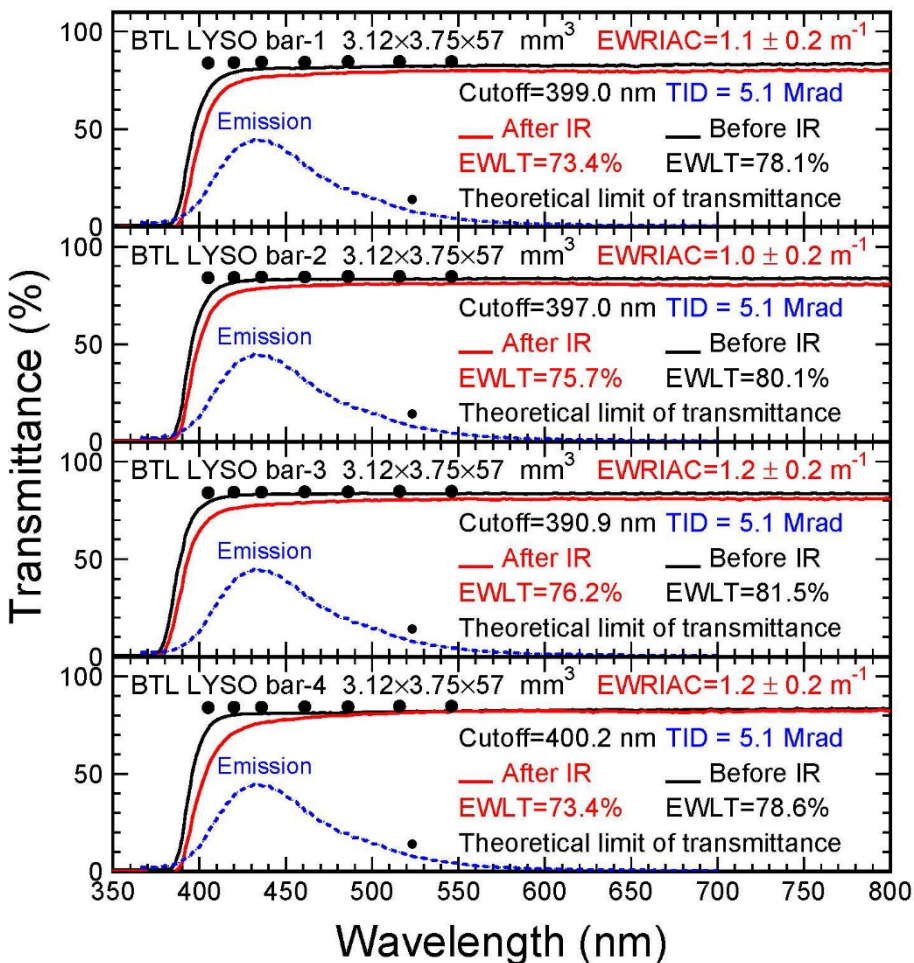 Transmittance (%)
100
50
0
BTL LYSO bar-1 3.12×3.75×57 mm³ EWRIAC=1.1 ± 0.2 m⁻¹
Cutoff=399.0 nm TID = 5.1 Mrad
Emission
After IR Before IR
EWLT=73.4% EWLT=78.1%
Theoretical limit of transmittance
100
50
0
BTL LYSO bar-2 3.12×3.75×57 mm³ EWRIAC=1.0 ± 0.2 m⁻¹
Cutoff=397.0 nm TID = 5.1 Mrad
Emission
After IR Before IR
EWLT=75.7% EWLT=80.1%
Theoretical limit of transmittance
100
50
0
BTL LYSO bar-3 3.12×3.75×57 mm³ EWRIAC=1.2 ± 0.2 m⁻¹
Cutoff=390.9 nm TID = 5.1 Mrad
Emission
After IR Before IR
EWLT=76.2% EWLT=81.5%
Theoretical limit of transmittance
100
50
0
BTL LYSO bar-4 3.12×3.75×57 mm³ EWRIAC=1.2 ± 0.2 m⁻¹
Cutoff=400.2 nm TID = 5.1 Mrad
Emission
After IR Before IR
EWLT=73.4% EWLT=78.6%
Theoretical limit of transmittance
350 400 450 500 550 600 650 700 750 800
Wavelength (nm)